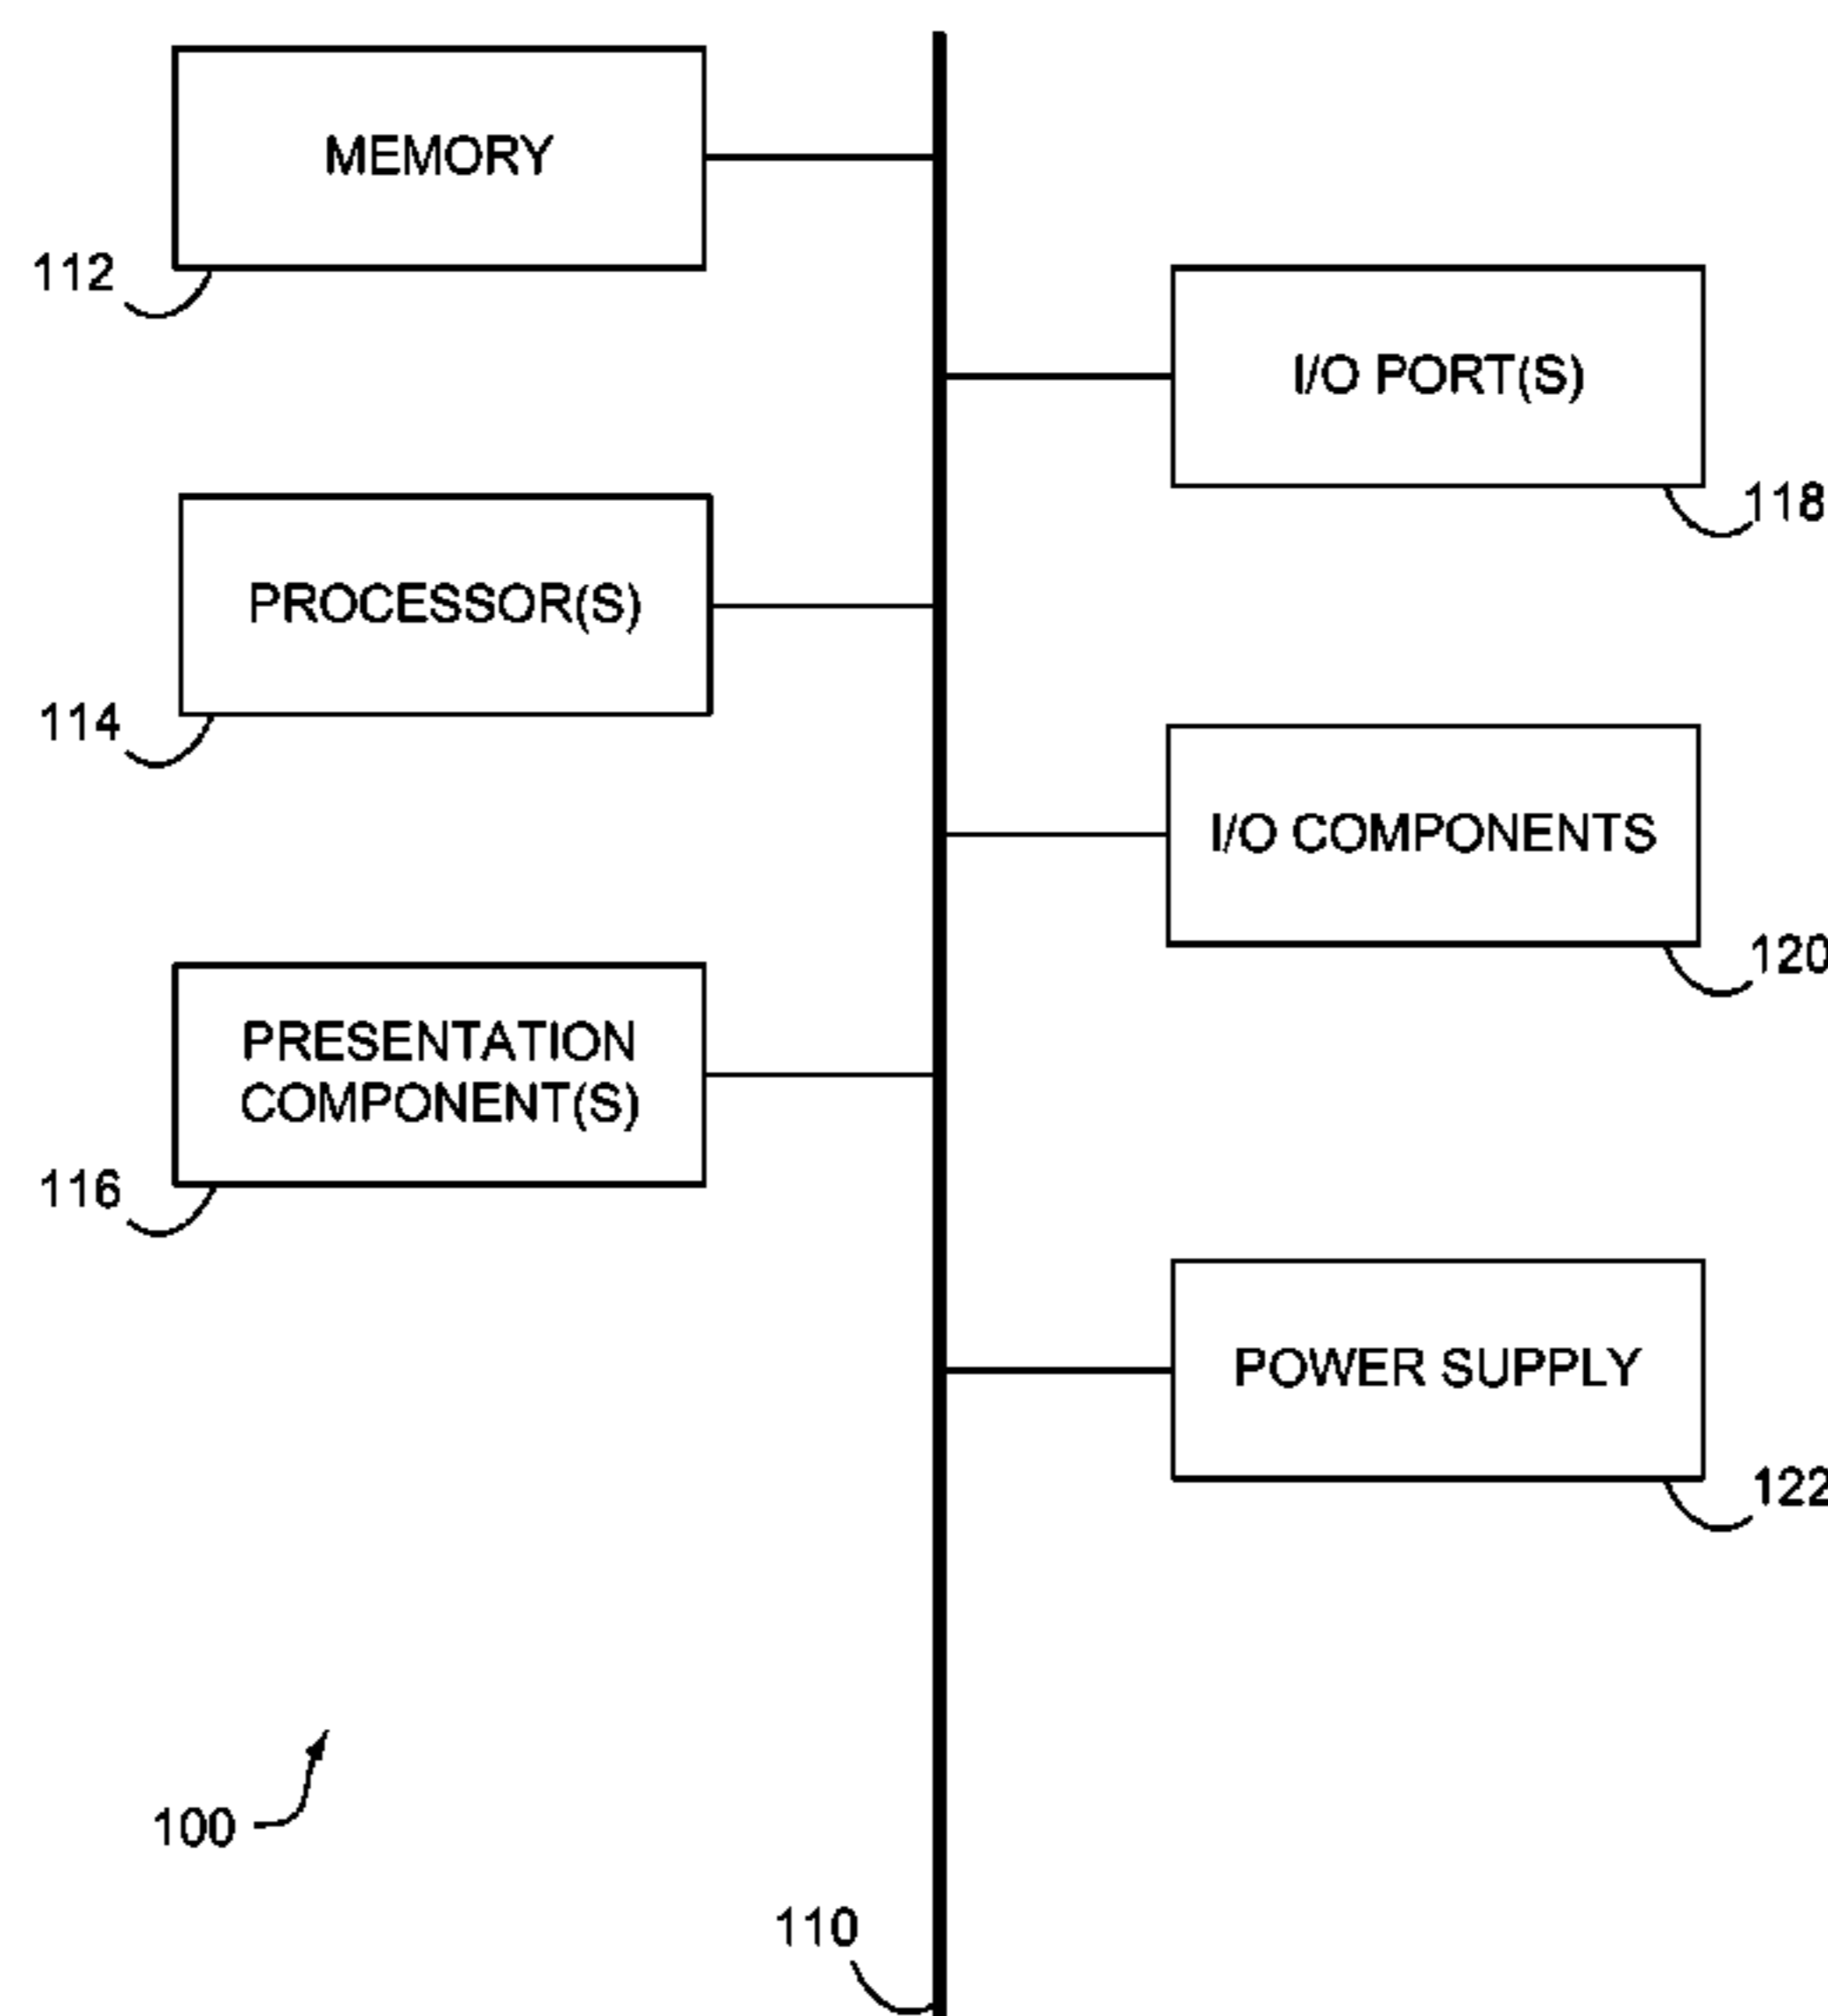 MEMORY
112
I/O PORT(S)
118
PROCESSOR(S)
114
I/O COMPONENTS
120
PRESENTATION
COMPONENT(S)
116
POWER SUPPLY
122
100
110